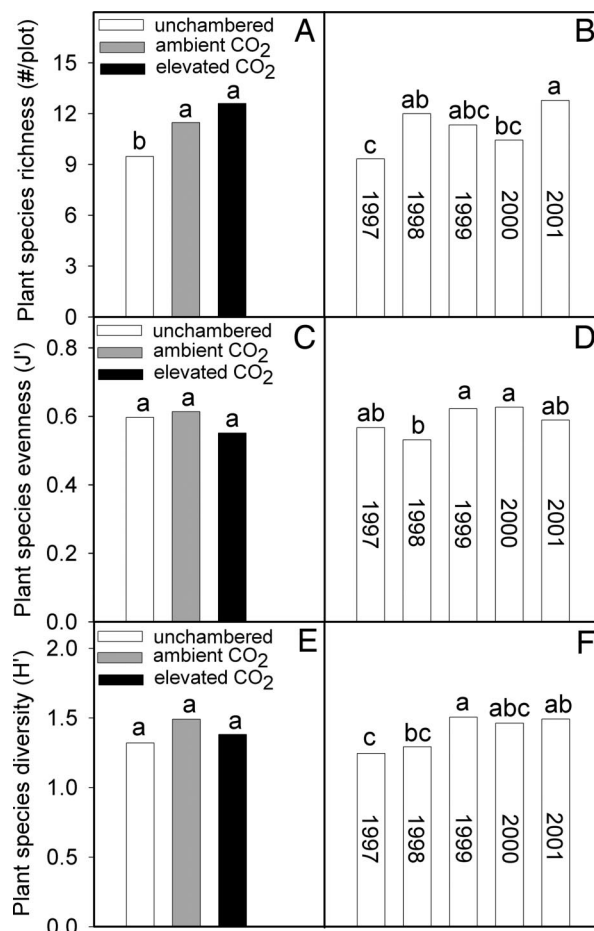 Plant species richness (#/plot)
15
12
9
6
3
0
unchambered
ambient CO2
elevated CO2
A
b
a
a
B
c
ab
abc
bc
a
1997
1998
1999
2000
2001
Plant species evenness (J')
0.8
0.6
0.4
0.2
0.0
unchambered
ambient CO2
elevated CO2
C
a
a
a
D
ab
b
a
a
ab
1997
1998
1999
2000
2001
Plant species diversity (H')
2.0
1.5
1.0
0.5
0.0
unchambered
ambient CO2
elevated CO2
E
a
a
a
F
c
bc
a
abc
ab
1997
1998
1999
2000
2001